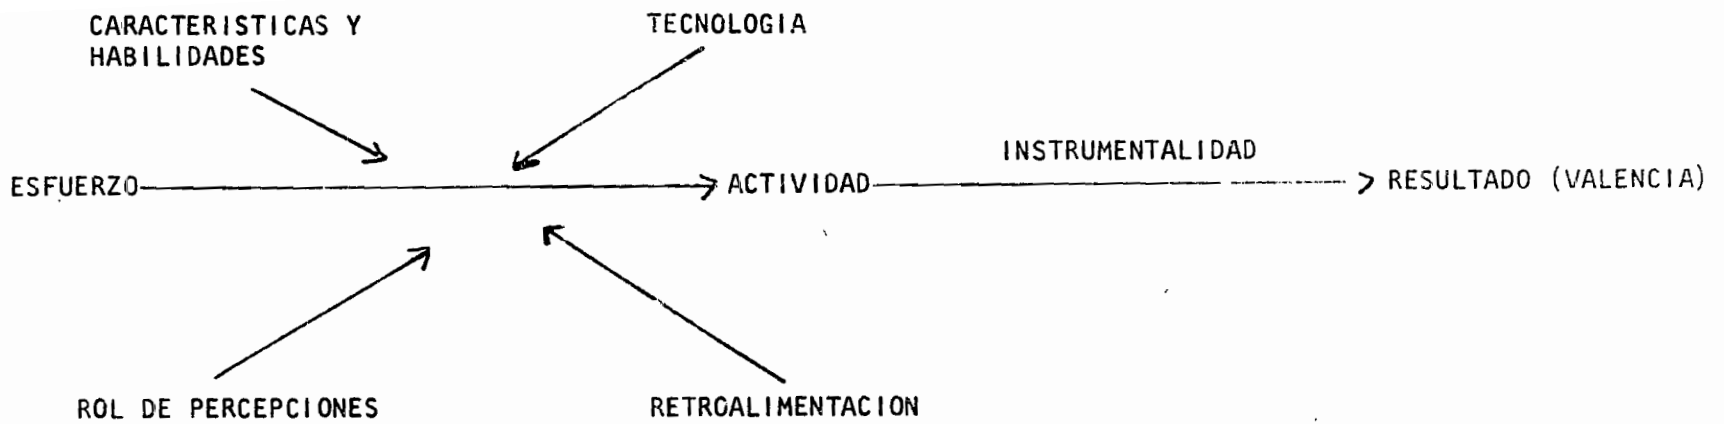 CARACTERISTICAS Y
HABILIDADES
TECNOLOGIA
INSTRUMENTALIDAD
ESFUERZO
ACTIVIDAD
RESULTADO (VALENCIA)
ROL DE PERCEPCIONES
RETROALIMENTACION